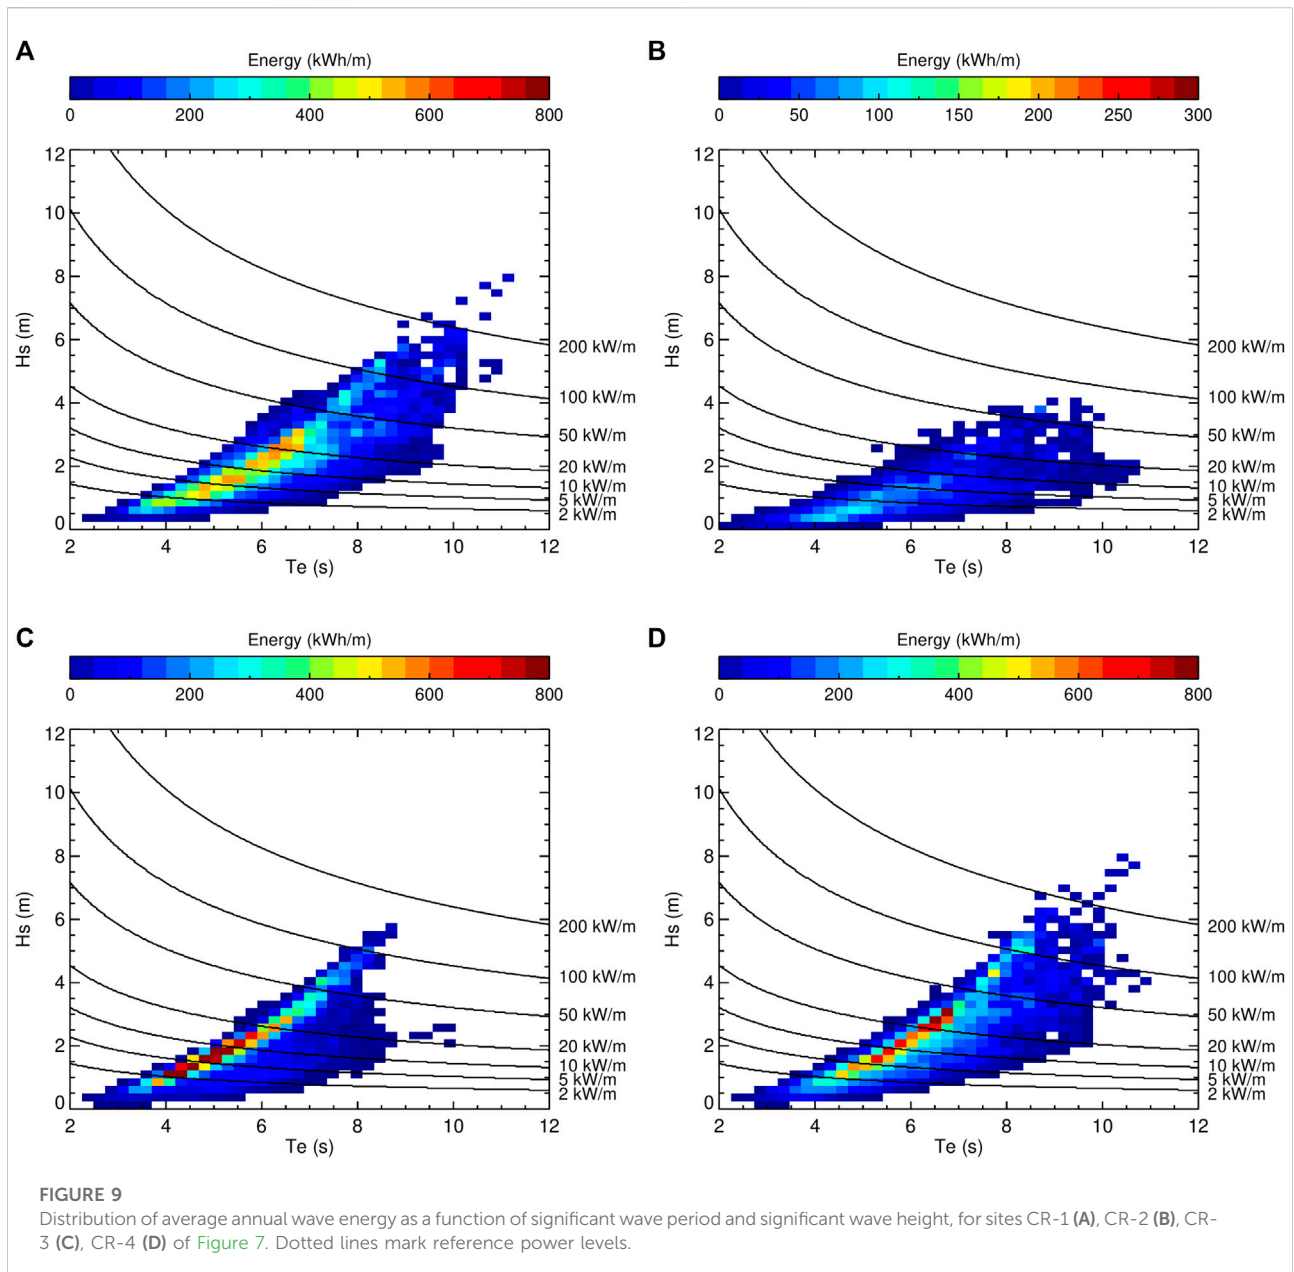 A
Energy (kWh/m)
0 200 400 600 800
12
10
8
6
4
2
0
Hs (m)
200 kW/m
100 kW/m
50 kW/m
20 kW/m
10 kW/m
5 kW/m
2 kW/m
2 4 6 8 10 12
Te (s)
B
Energy (kWh/m)
0 50 100 150 200 250 300
12
10
8
6
4
2
0
Hs (m)
200 kW/m
100 kW/m
50 kW/m
20 kW/m
10 kW/m
5 kW/m
2 kW/m
2 4 6 8 10 12
Te (s)
C
Energy (kWh/m)
0 200 400 600 800
12
10
8
6
4
2
0
Hs (m)
200 kW/m
100 kW/m
50 kW/m
20 kW/m
10 kW/m
5 kW/m
2 kW/m
2 4 6 8 10 12
Te (s)
D
Energy (kWh/m)
0 200 400 600 800
12
10
8
6
4
2
0
Hs (m)
200 kW/m
100 kW/m
50 kW/m
20 kW/m
10 kW/m
5 kW/m
2 kW/m
2 4 6 8 10 12
Te (s)
FIGURE 9
Distribution of average annual wave energy as a function of significant wave period and significant wave height, for sites CR-1 (A), CR-2 (B), CR-
3 (C), CR-4 (D) of Figure 7. Dotted lines mark reference power levels.